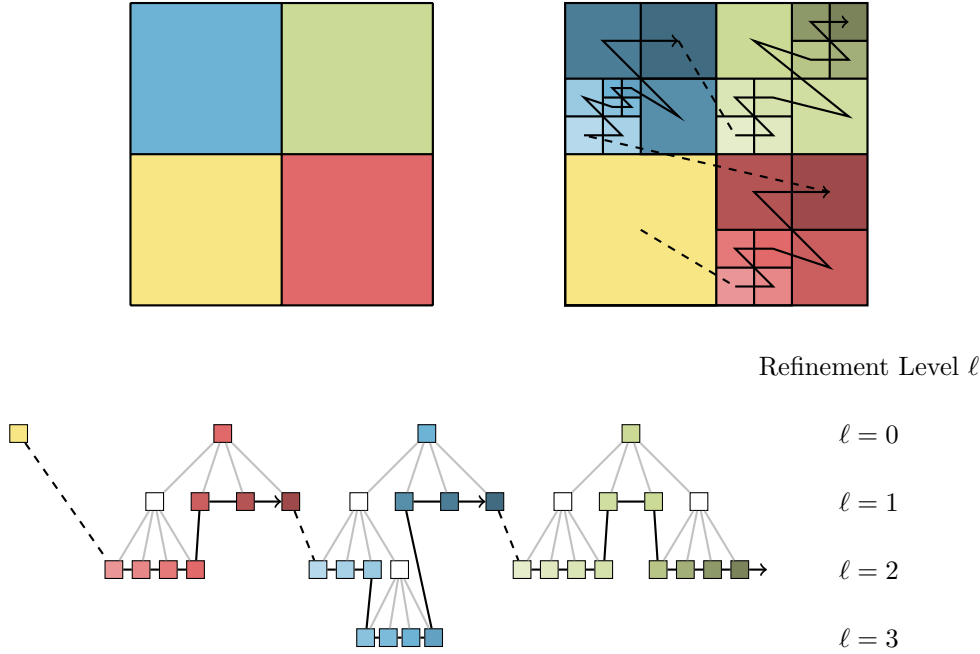 Refinement Level ℓ
ℓ = 0
ℓ = 1
ℓ = 2
ℓ = 3